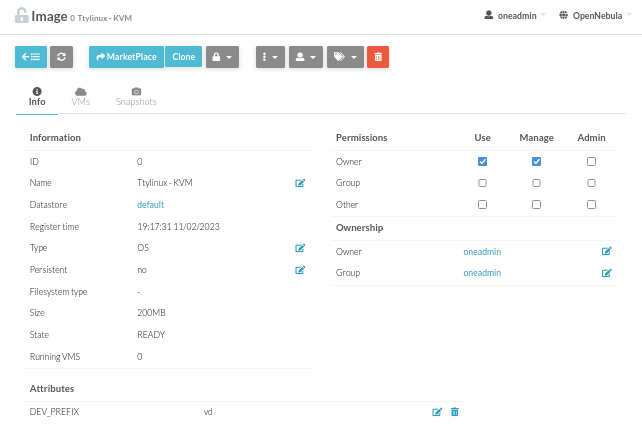 Image 0 Ttylinux - KVM
oneadmin OpenNebula
MarketPlace Clone
Info VMs Snapshots
Information
ID 0
Name Ttylinux - KVM
Datastore default
Register time 19:17:31 11/02/2023
Type OS
Persistent no
Filesystem type -
Size 200MB
State READY
Running VMS 0
Permissions Use Manage Admin
Owner
Group
Other
Ownership
Owner oneadmin
Group oneadmin
Attributes
DEV_PREFIX vd